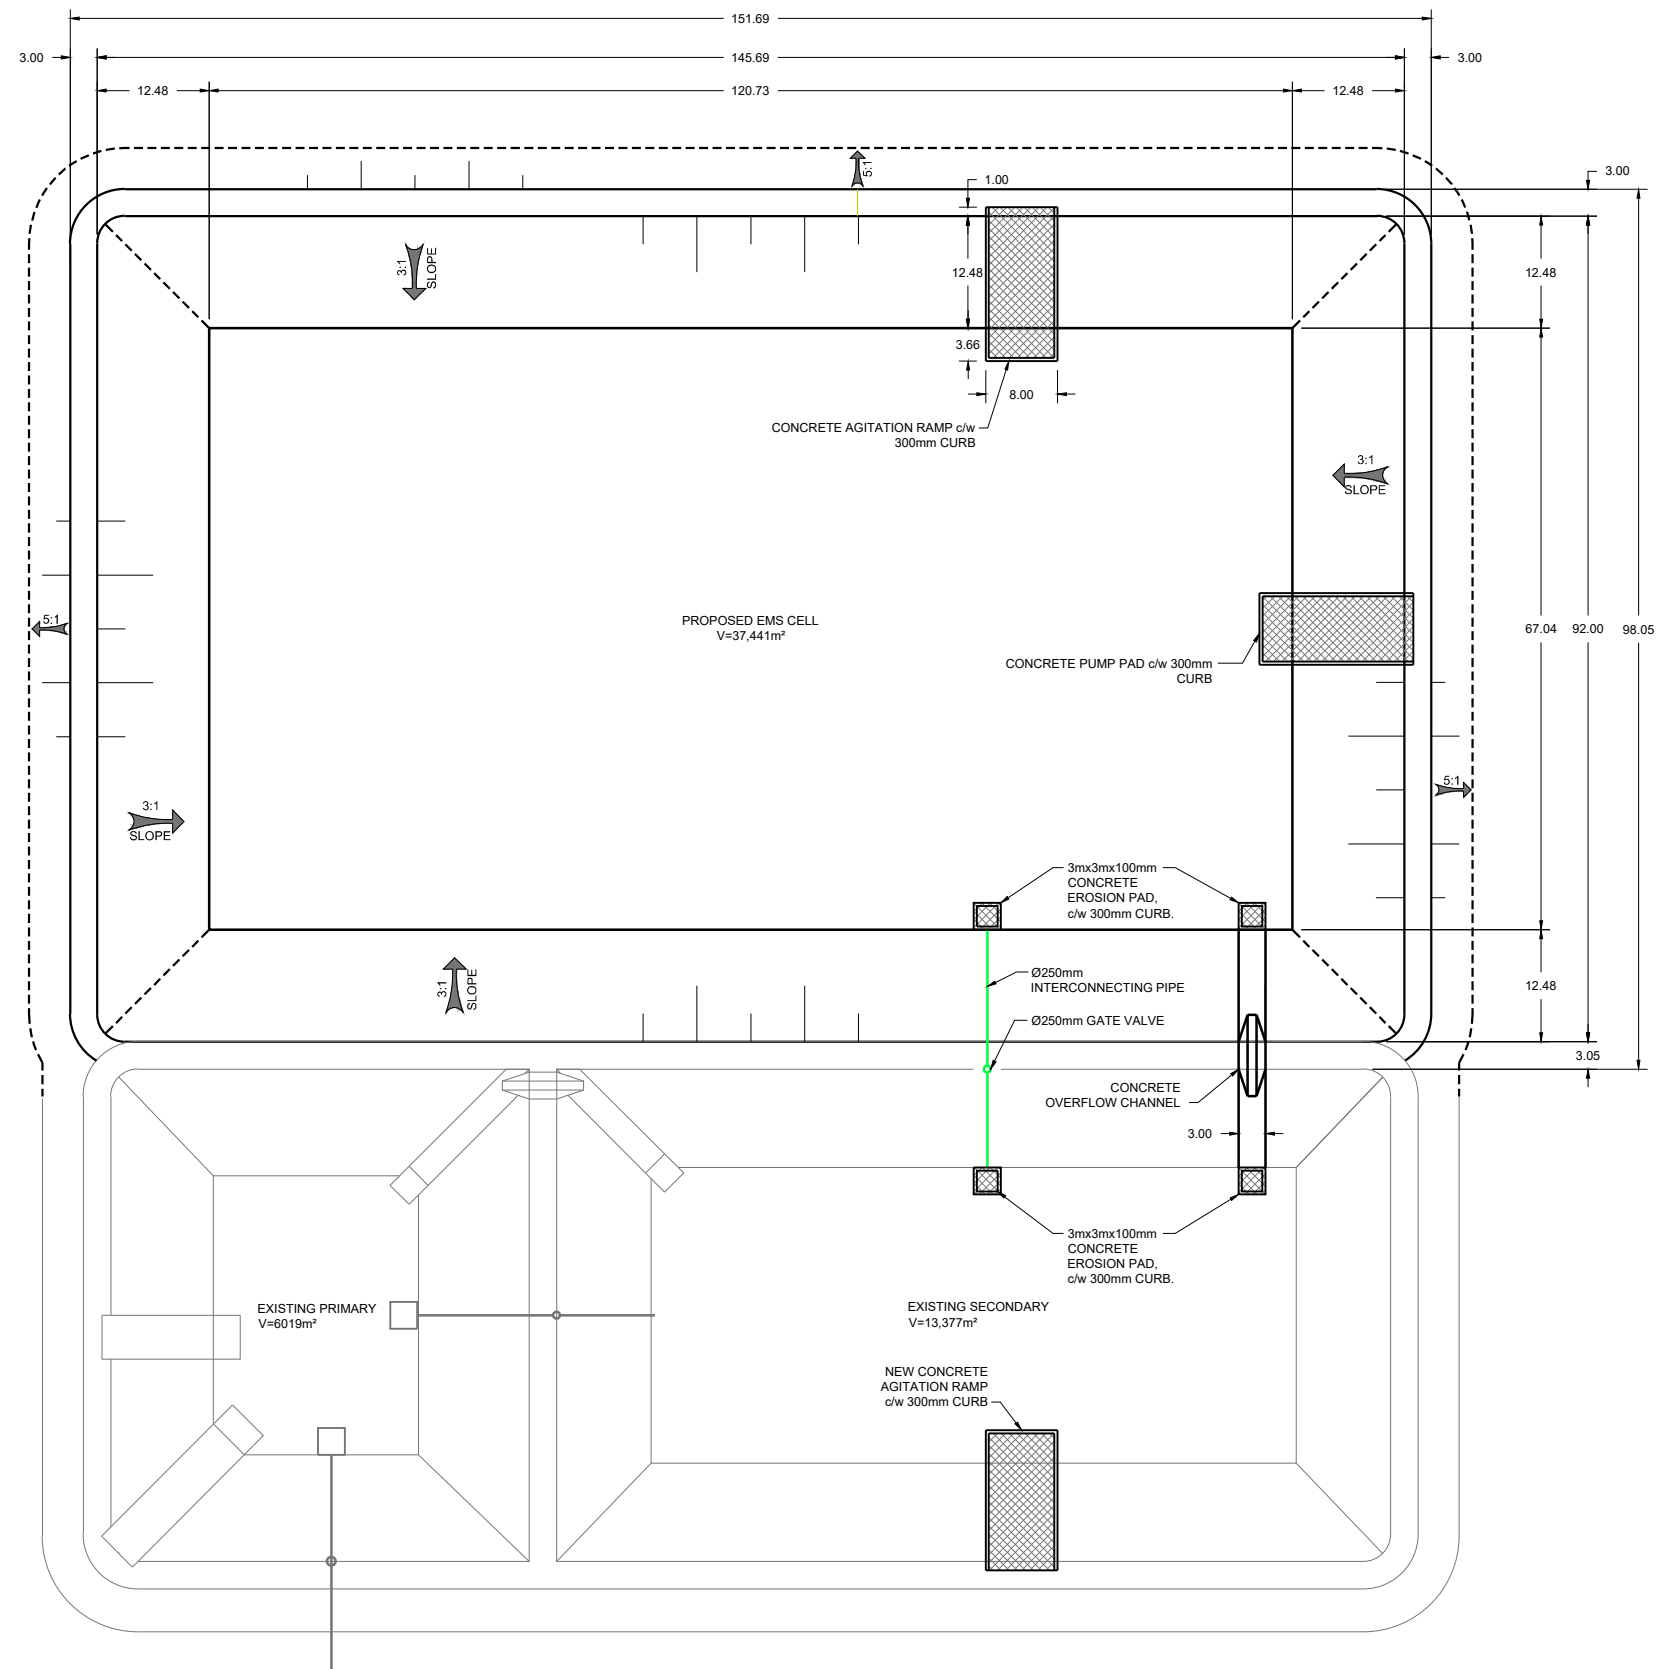 151.69
3.00
145.69
3.00
12.48
120.73
12.48
5:1
1.00
3.00
3:1
SLOPE
12.48
12.48
3.66
8.00
CONCRETE AGITATION RAMP c/w
300mm CURB
3:1
SLOPE
5:1
PROPOSED EMS CELL
V=37,441m²
67.04
92.00
98.05
CONCRETE PUMP PAD c/w 300mm
CURB
5:1
3:1
SLOPE
3mx3mx100mm
CONCRETE
EROSION PAD,
c/w 300mm CURB.
3:1
SLOPE
Ø250mm
INTERCONNECTING PIPE
12.48
Ø250mm GATE VALVE
3.05
CONCRETE
OVERFLOW CHANNEL
3.00
3mx3mx100mm
CONCRETE
EROSION PAD,
c/w 300mm CURB.
EXISTING PRIMARY
V=6019m²
EXISTING SECONDARY
V=13,377m²
NEW CONCRETE
AGITATION RAMP
c/w 300mm CURB